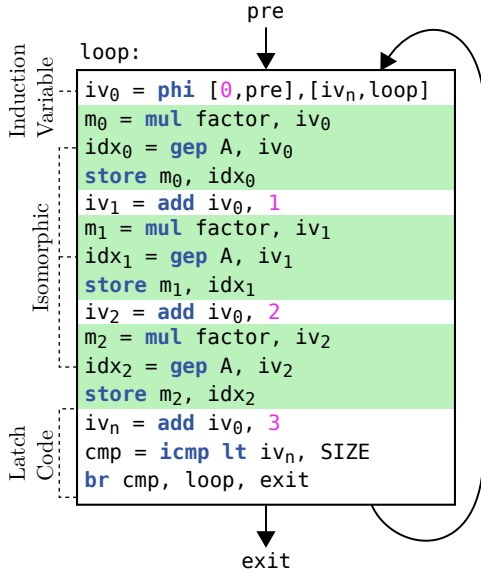 pre
loop:
Induction
Variable
iv₀ = phi [0,pre],[ivₙ,loop]
m₀ = mul factor, iv₀
idx₀ = gep A, iv₀
store m₀, idx₀
iv₁ = add iv₀, 1
Isomorphic
m₁ = mul factor, iv₁
idx₁ = gep A, iv₁
store m₁, idx₁
iv₂ = add iv₀, 2
m₂ = mul factor, iv₂
idx₂ = gep A, iv₂
store m₂, idx₂
Latch
Code
ivₙ = add iv₀, 3
cmp = icmp lt ivₙ, SIZE
br cmp, loop, exit
exit